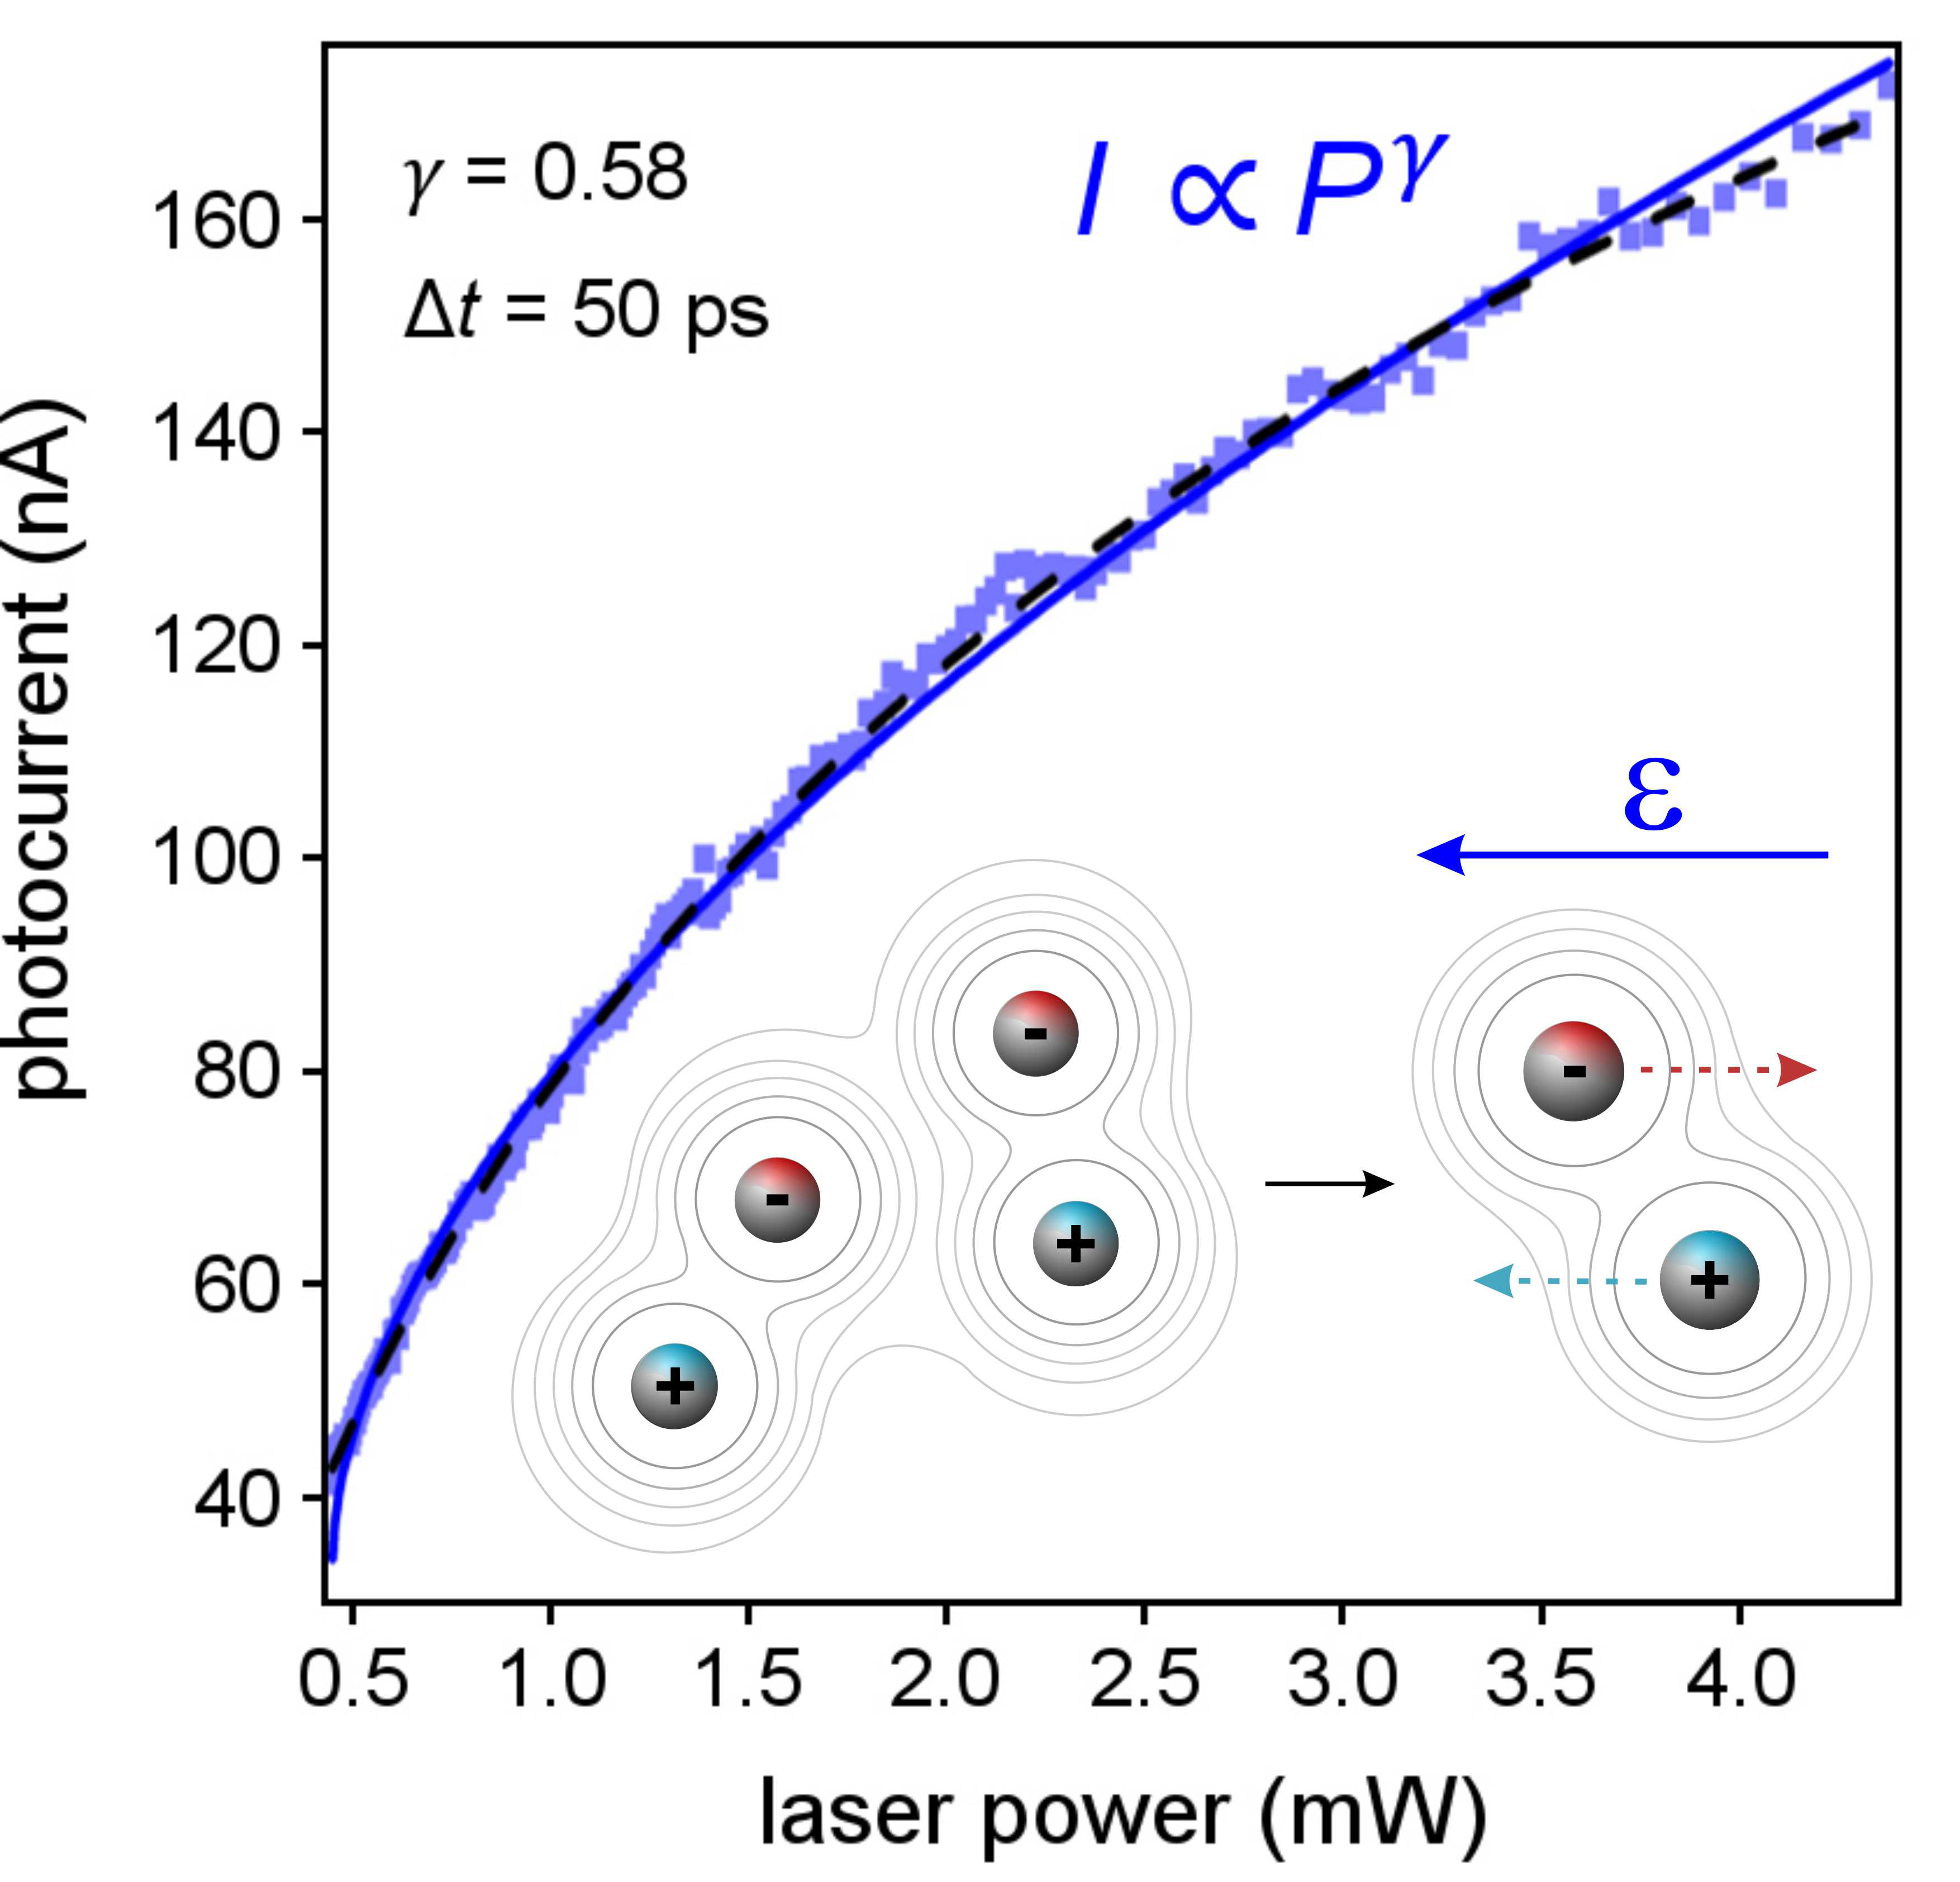 γ = 0.58
I ∝ P^γ
Δt = 50 ps
photocurrent (nA)
160
140
120
100
80
60
40
ε
-
-
-
+
+
+
0.5 1.0 1.5 2.0 2.5 3.0 3.5 4.0
laser power (mW)